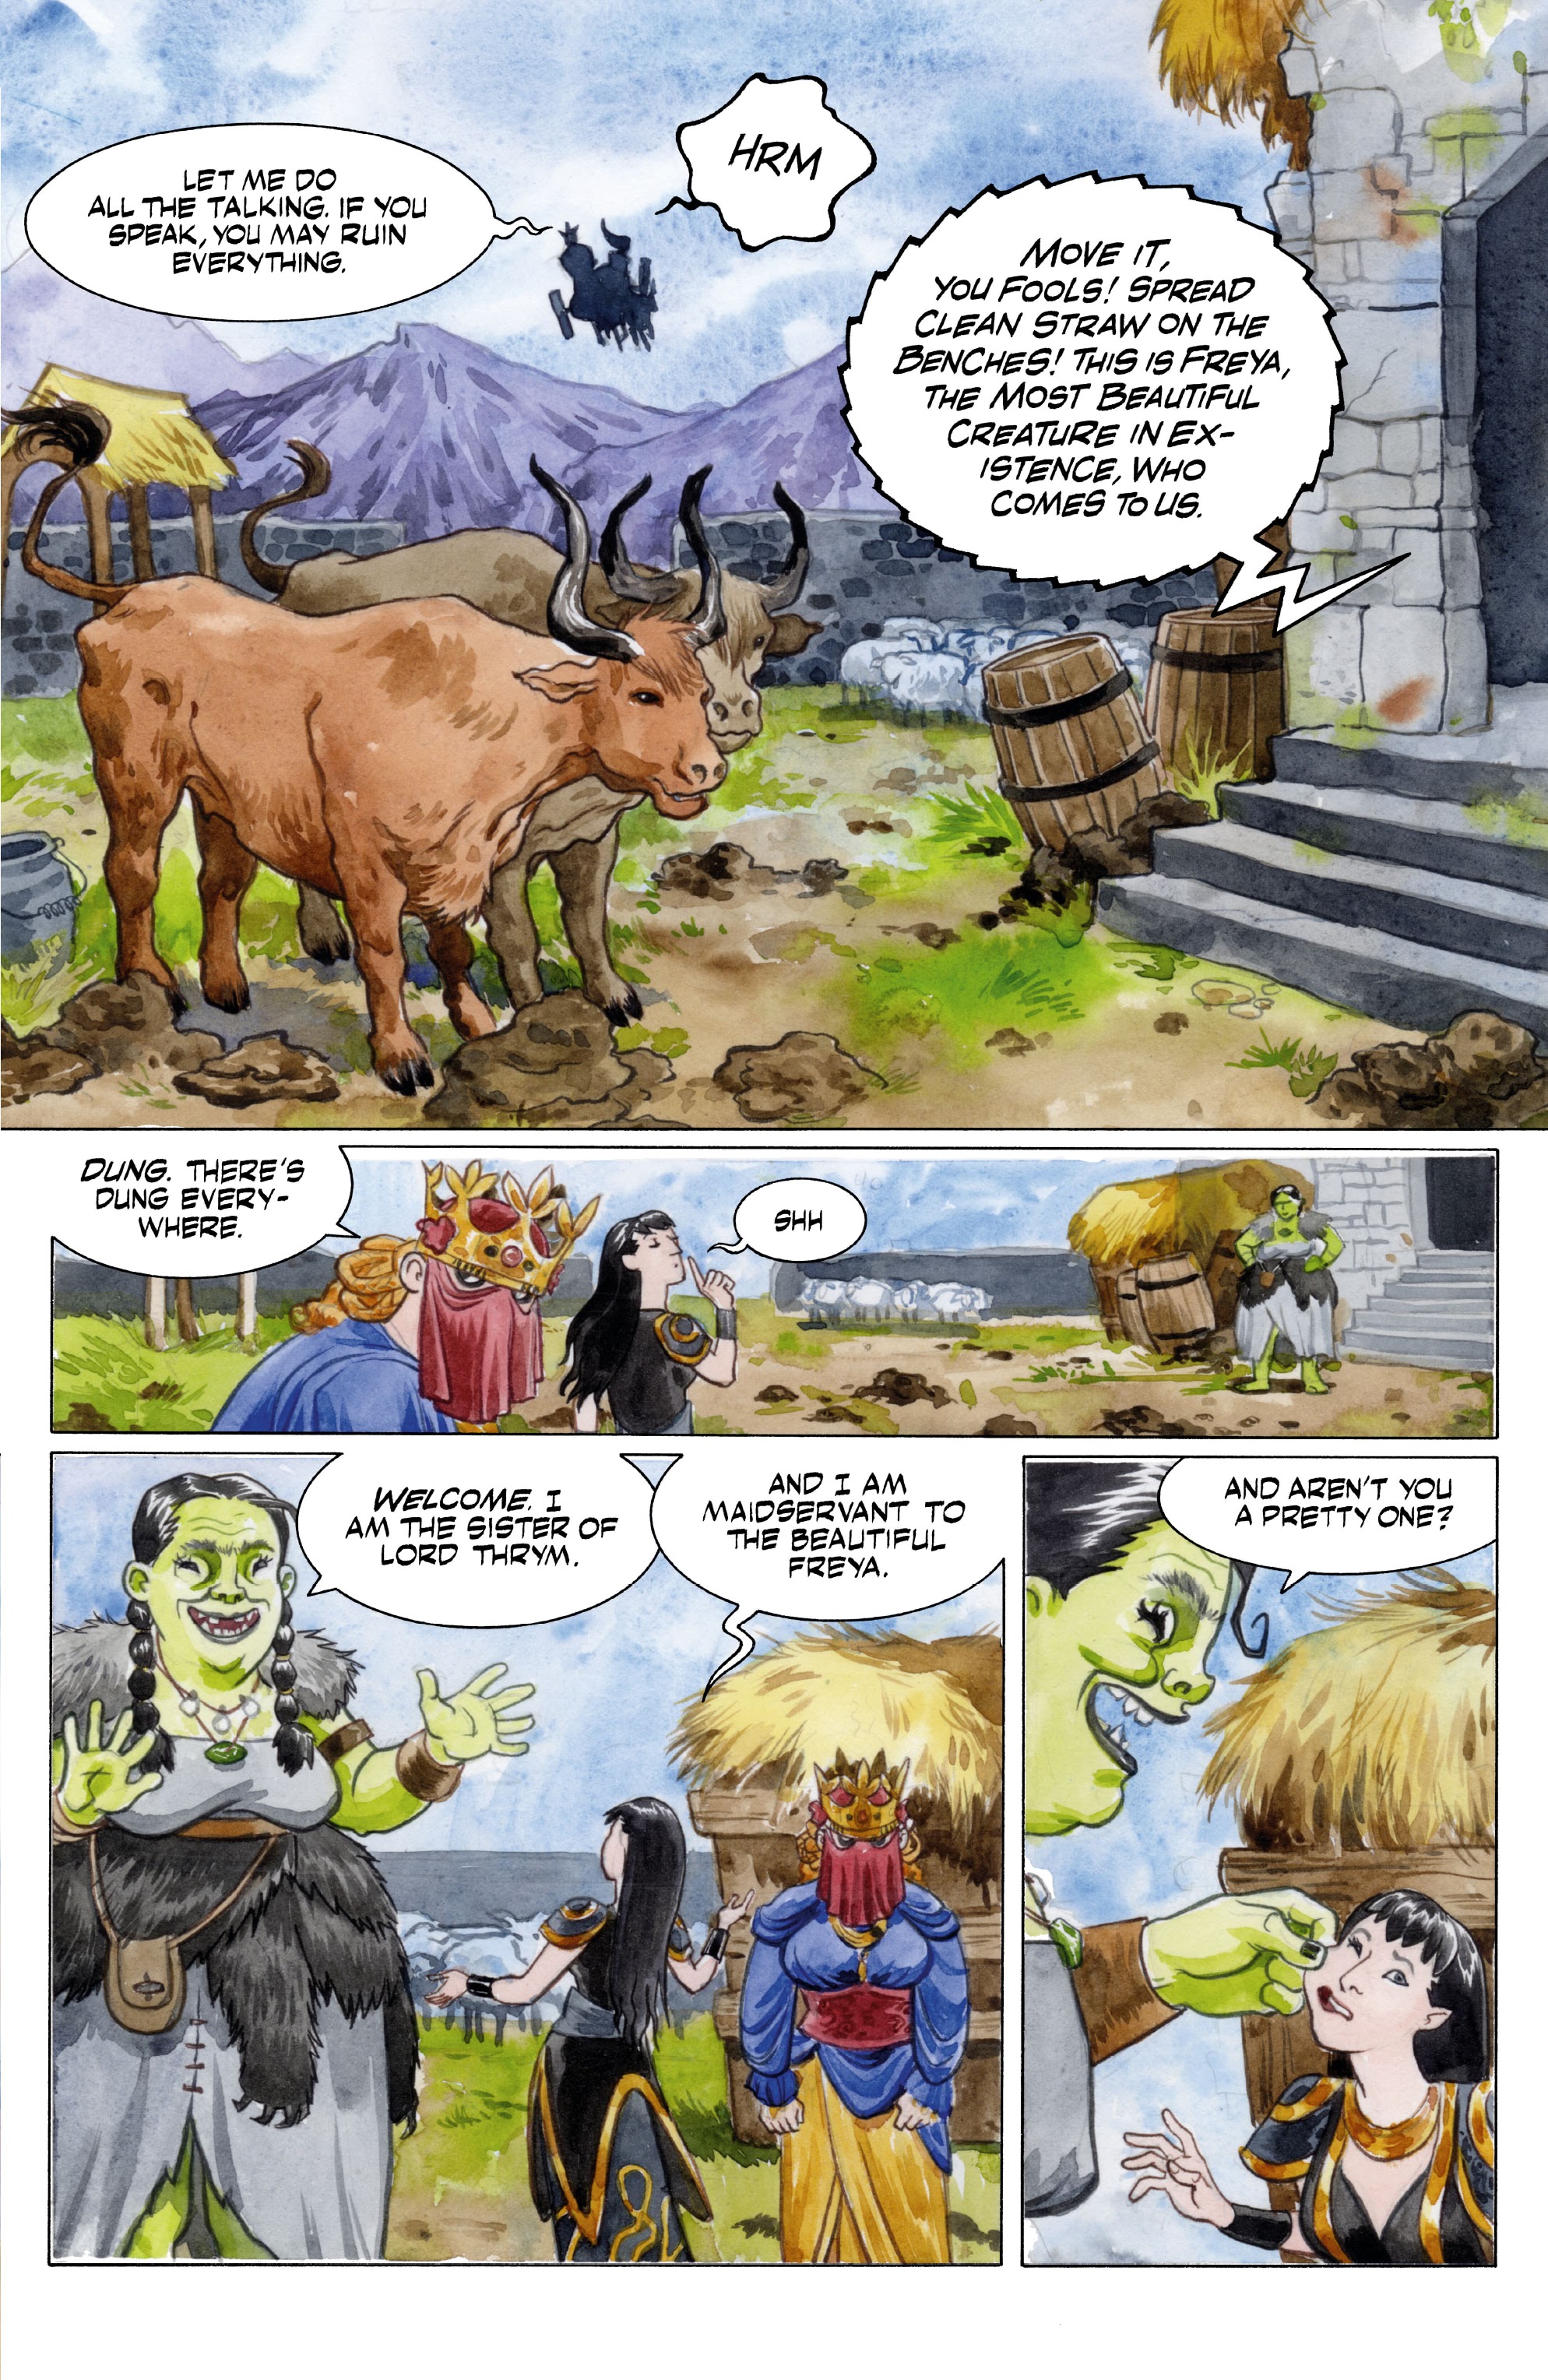 LET ME DO
ALL THE TALKING. IF YOU
SPEAK, YOU MAY RUIN
EVERYTHING.
HRM
MOVE IT,
YOU FOOLS! SPREAD
CLEAN STRAW ON THE
BENCHES! THIS IS FREYA,
THE MOST BEAUTIFUL
CREATURE IN EX-
ISTENCE, WHO
COMES TO US.
DUNG. THERE'S
DUNG EVERY-
WHERE.
SHH
WELCOME. I
AM THE SISTER OF
LORD THRYM.
AND I AM
MAIDSERVANT TO
THE BEAUTIFUL
FREYA.
AND AREN'T YOU
A PRETTY ONE?